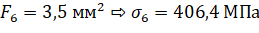 F₆ = 3,5 мм² ⇨ σ₆ = 406,4 МПа